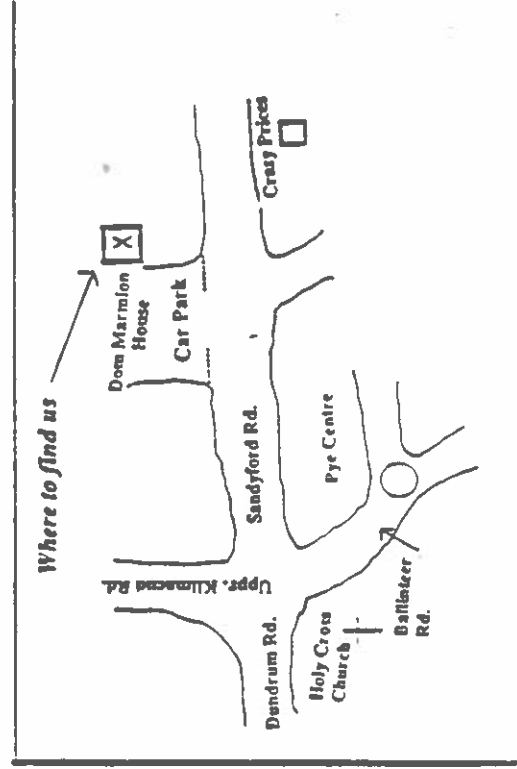 Where to find us
Dom Marmion
House
X
Car Park
Crazy Prices
Uppr. Kilmacud Rd.
Sandyford Rd.
Dundrum Rd.
Pye Centre
Holy Cross
Church
Ballinteer
Rd.